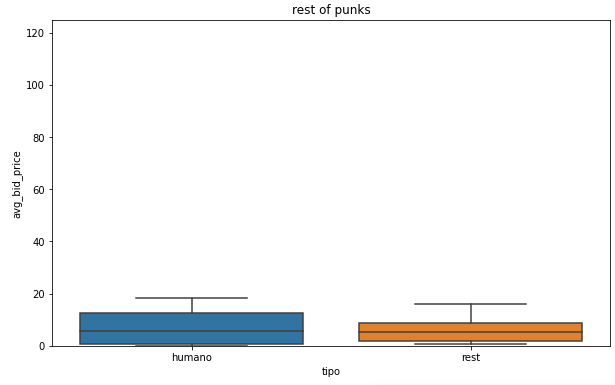 rest of punks
120
100
80
60
40
20
0
avg_bid_price
humano
rest
tipo